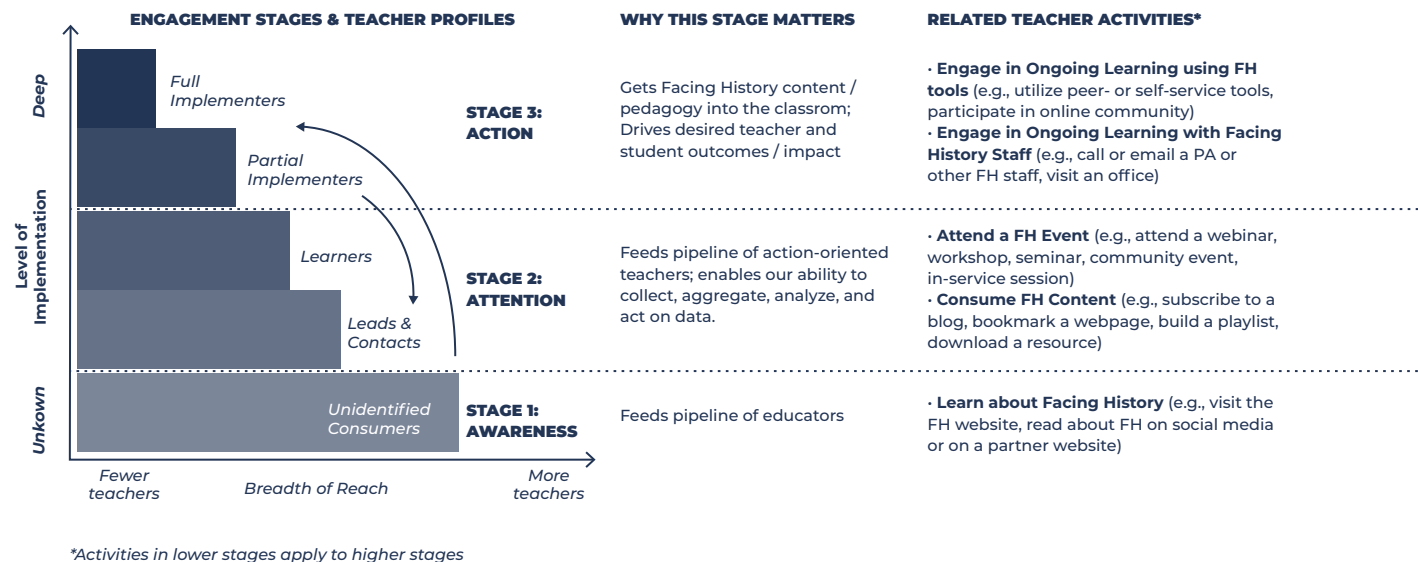 ENGAGEMENT STAGES & TEACHER PROFILES
WHY THIS STAGE MATTERS
RELATED TEACHER ACTIVITIES*
Deep
Level of
Implementation
Unkown
Full
Implementers
Partial
Implementers
STAGE 3:
ACTION
Gets Facing History content /
pedagogy into the classrom;
Drives desired teacher and
student outcomes / impact
· Engage in Ongoing Learning using FH
tools (e.g., utilize peer- or self-service tools,
participate in online community)
· Engage in Ongoing Learning with Facing
History Staff (e.g., call or email a PA or
other FH staff, visit an office)
Learners
Leads &
Contacts
STAGE 2:
ATTENTION
Feeds pipeline of action-oriented
teachers; enables our ability to
collect, aggregate, analyze, and
act on data.
· Attend a FH Event (e.g., attend a webinar,
workshop, seminar, community event,
in-service session)
· Consume FH Content (e.g., subscribe to a
blog, bookmark a webpage, build a playlist,
download a resource)
Unidentified
Consumers
STAGE 1:
AWARENESS
Feeds pipeline of educators
· Learn about Facing History (e.g., visit the
FH website, read about FH on social media
or on a partner website)
Fewer
teachers
Breadth of Reach
More
teachers
*Activities in lower stages apply to higher stages